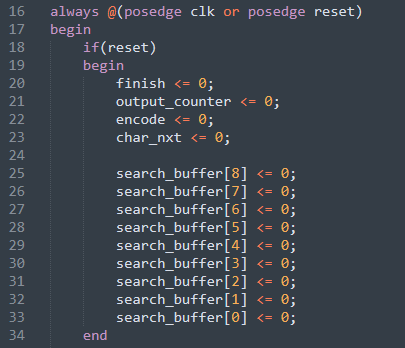 16 always @(posedge clk or posedge reset)
17 begin
18 if(reset)
19 begin
20 finish <= 0;
21 output_counter <= 0;
22 encode <= 0;
23 char_nxt <= 0;
24
25 search_buffer[8] <= 0;
26 search_buffer[7] <= 0;
27 search_buffer[6] <= 0;
28 search_buffer[5] <= 0;
29 search_buffer[4] <= 0;
30 search_buffer[3] <= 0;
31 search_buffer[2] <= 0;
32 search_buffer[1] <= 0;
33 search_buffer[0] <= 0;
34 end